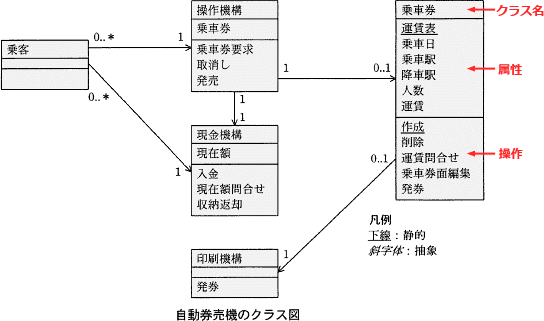 乗客
0..*
1
0..*
1
操作機構
乗車券
乗車券要求
取消し
発売
1
1
1
0..1
現金機構
現在額
入金
現在額問合せ
収納返却
乗車券
クラス名
運賃表
乗車日
乗車駅
降車駅
人数
運賃
属性
作成
削除
運賃問合せ
乗車券面編集
発券
操作
0..1
1
印刷機構
発券
凡例
下線：静的
斜字体：抽象
自動券売機のクラス図